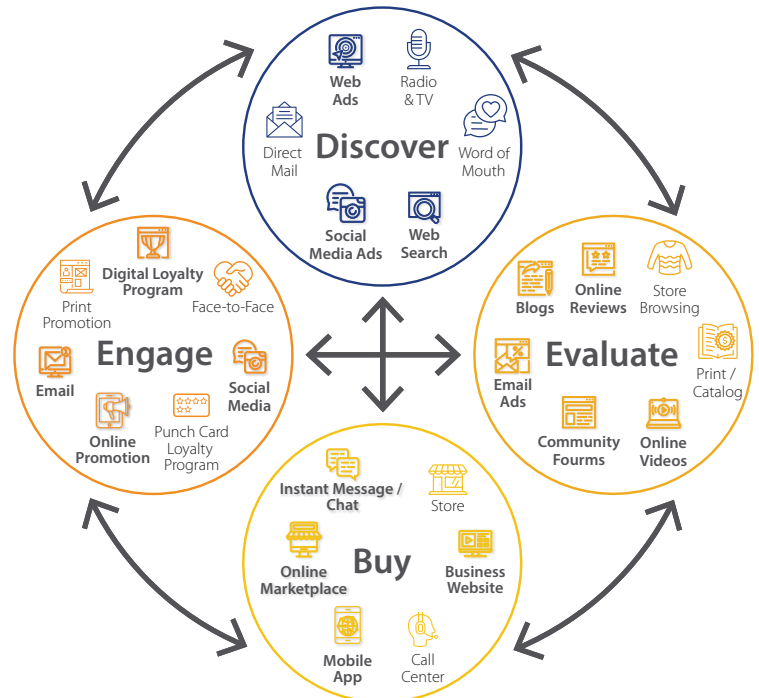 Web
Ads
Radio
& TV
Direct
Mail
Discover
Word of
Mouth
Social
Media Ads
Web
Search
Digital Loyalty
Program
Print
Promotion
Face-to-Face
Engage
Email
Social
Media
Online
Promotion
Punch Card
Loyalty
Program
Blogs
Online
Reviews
Store
Browsing
Evaluate
Email
Ads
Print /
Catalog
Community
Fourms
Online
Videos
Instant Message /
Chat
Store
Buy
Online
Marketplace
Business
Website
Mobile
App
Call
Center